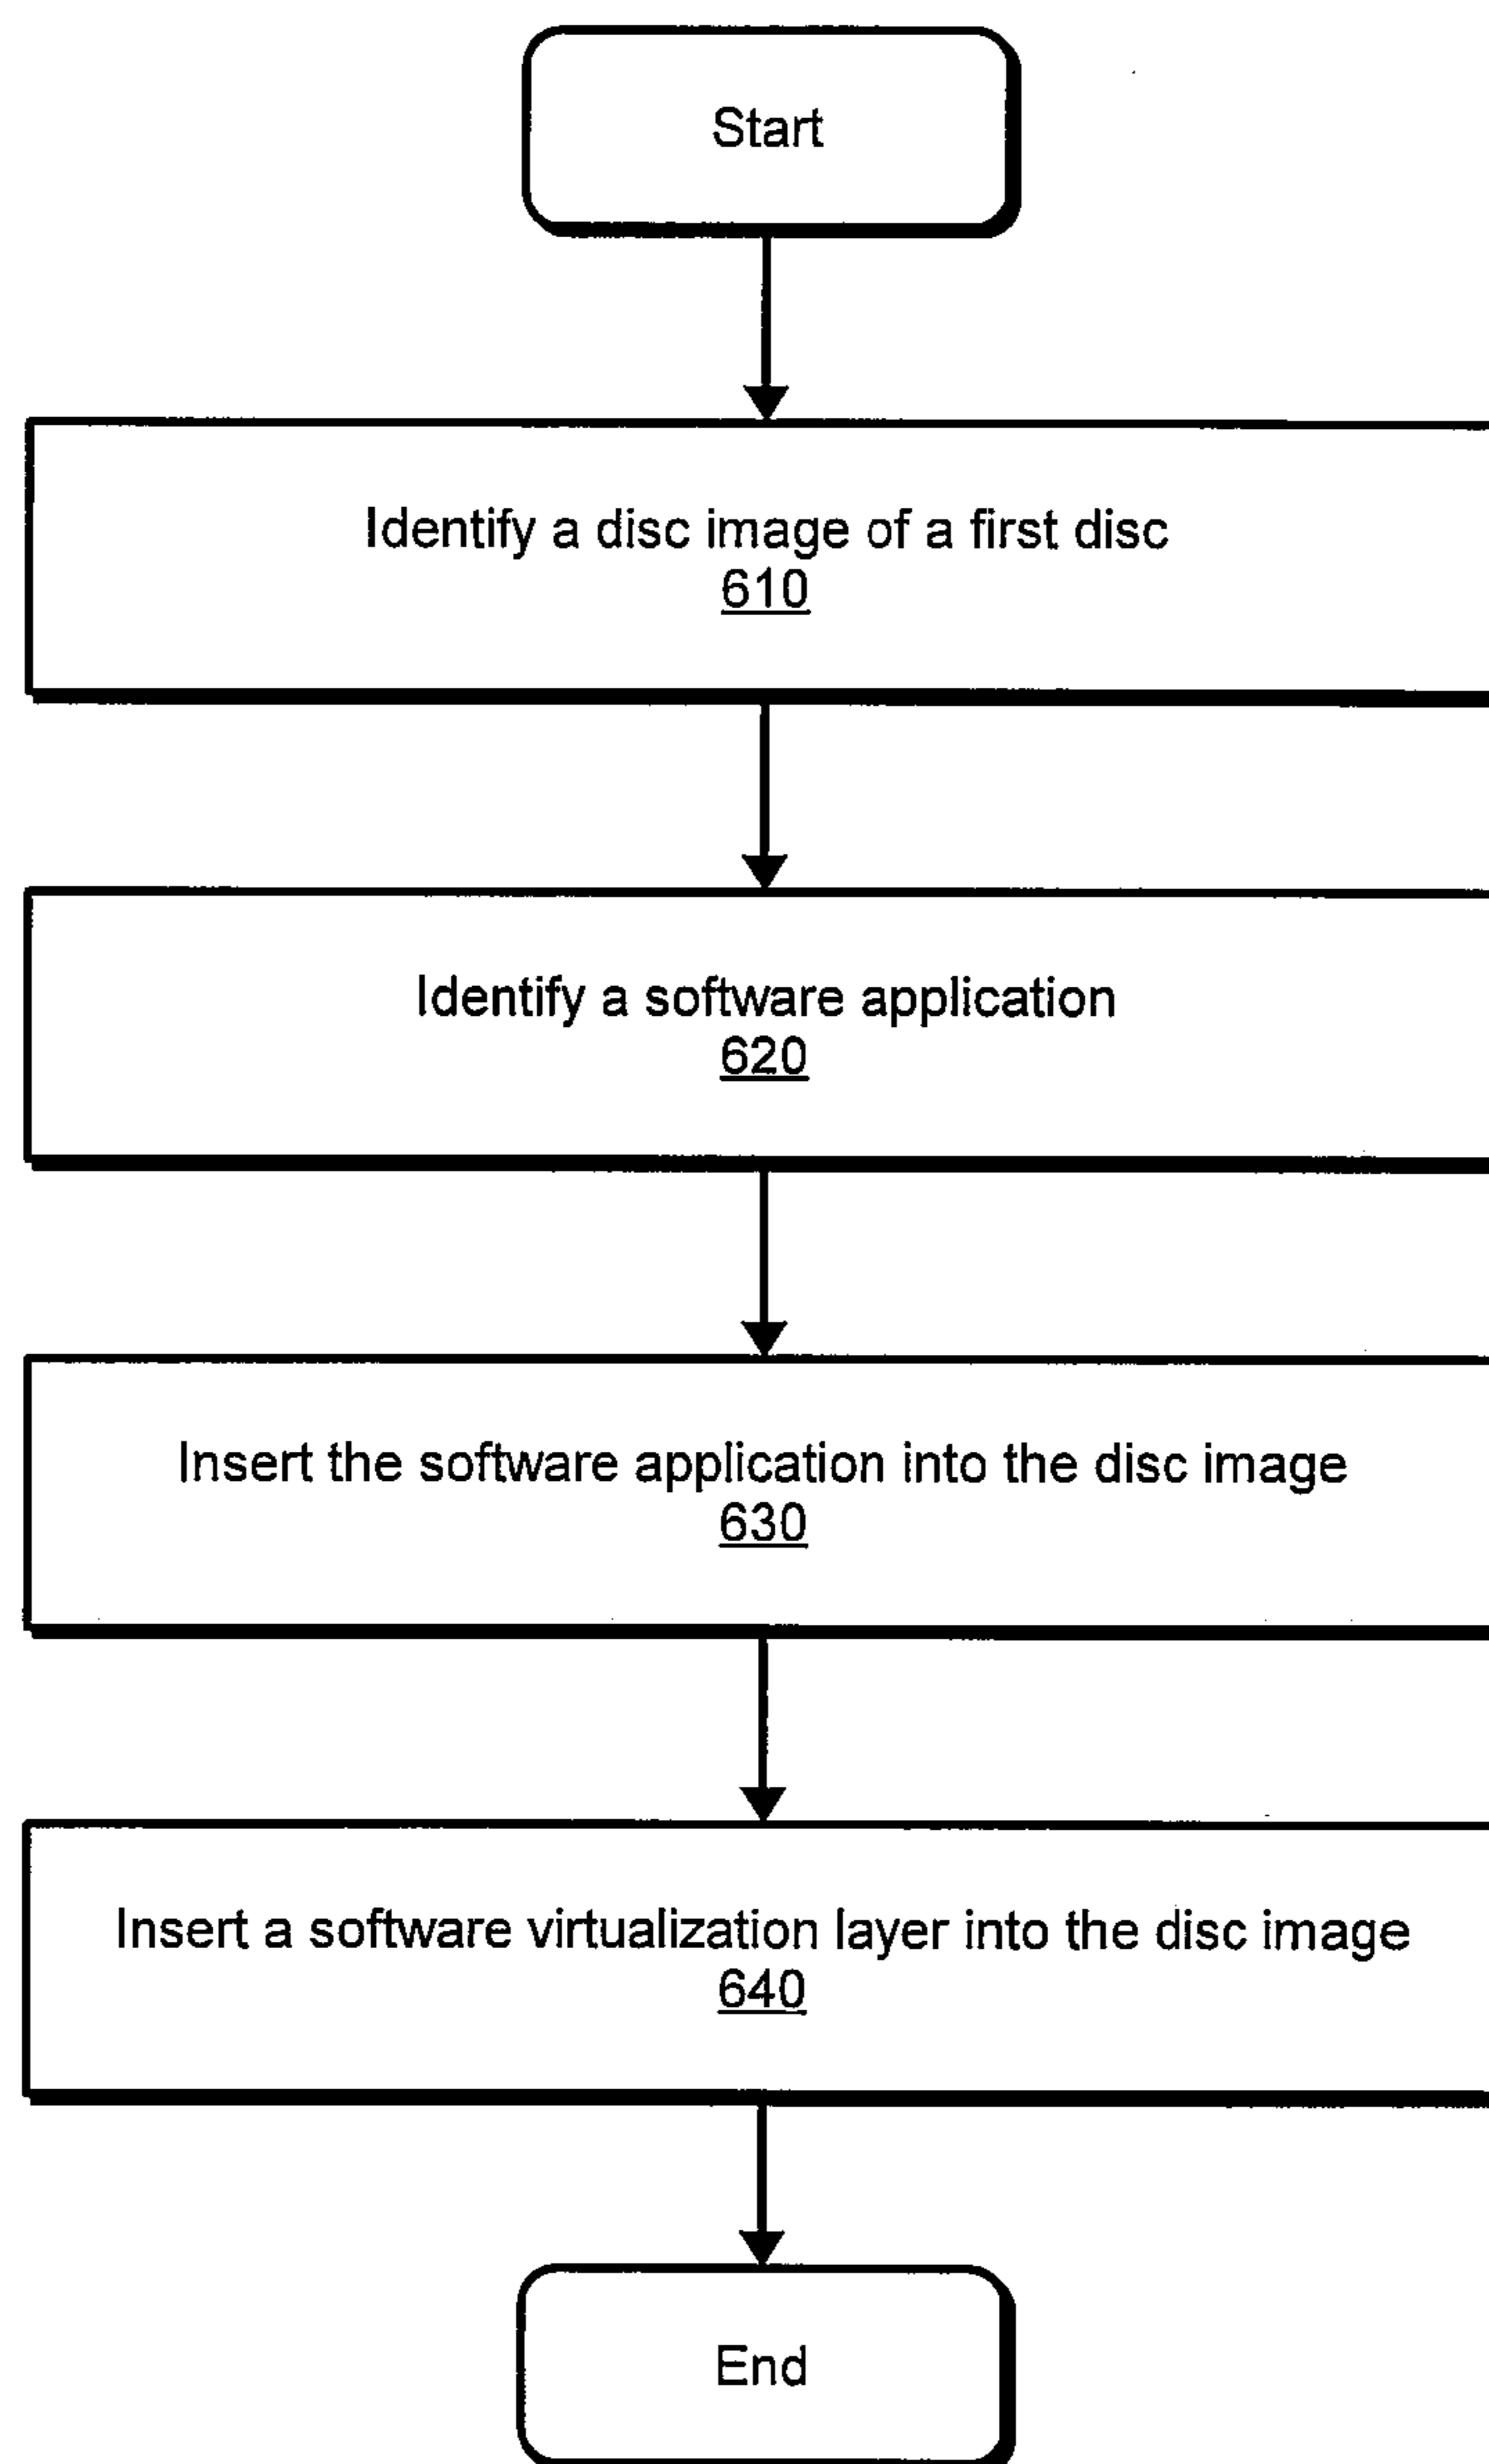 Start
Identify a disc image of a first disc
610
Identify a software application
620
Insert the software application into the disc image
630
Insert a software virtualization layer into the disc image
640
End